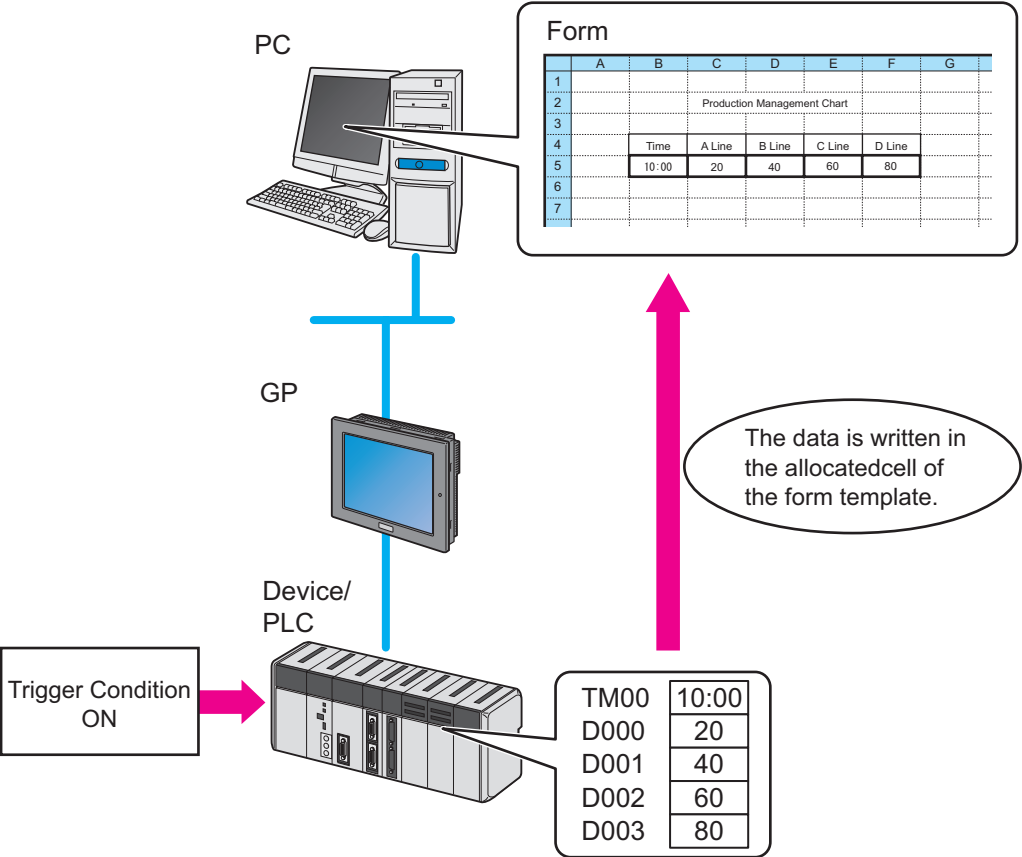 PC
Form
A B C D E F G
1
2 Production Management Chart
3
4 Time A Line B Line C Line D Line
5 10:00 20 40 60 80
6
7
GP
The data is written in
the allocatedcell of
the form template.
Device/
PLC
Trigger Condition
ON
TM00 10:00
D000 20
D001 40
D002 60
D003 80